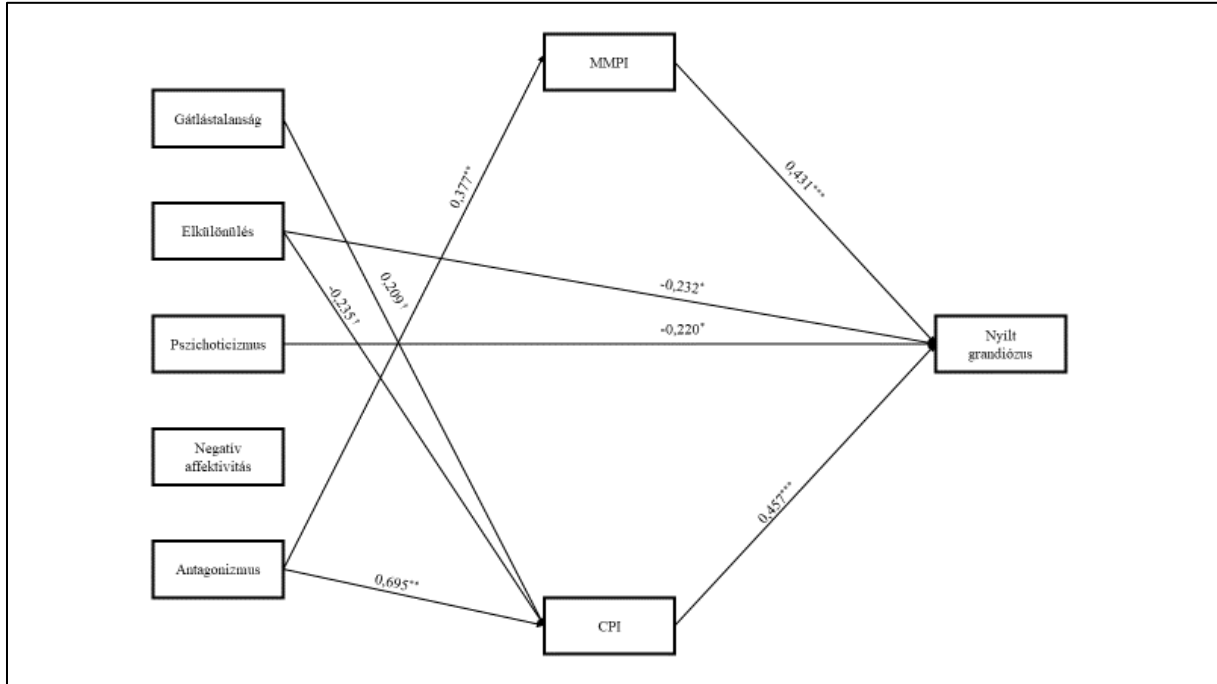 MMPI
Gátlástalanság
0,377**
0,431***
Elkülönülés
-0,235†
0,209†
-0,232*
Pszichoticizmus
-0,220*
Nyílt
grandiózus
Negatív
affektivitás
0,457***
Antagonizmus
0,695**
CPI